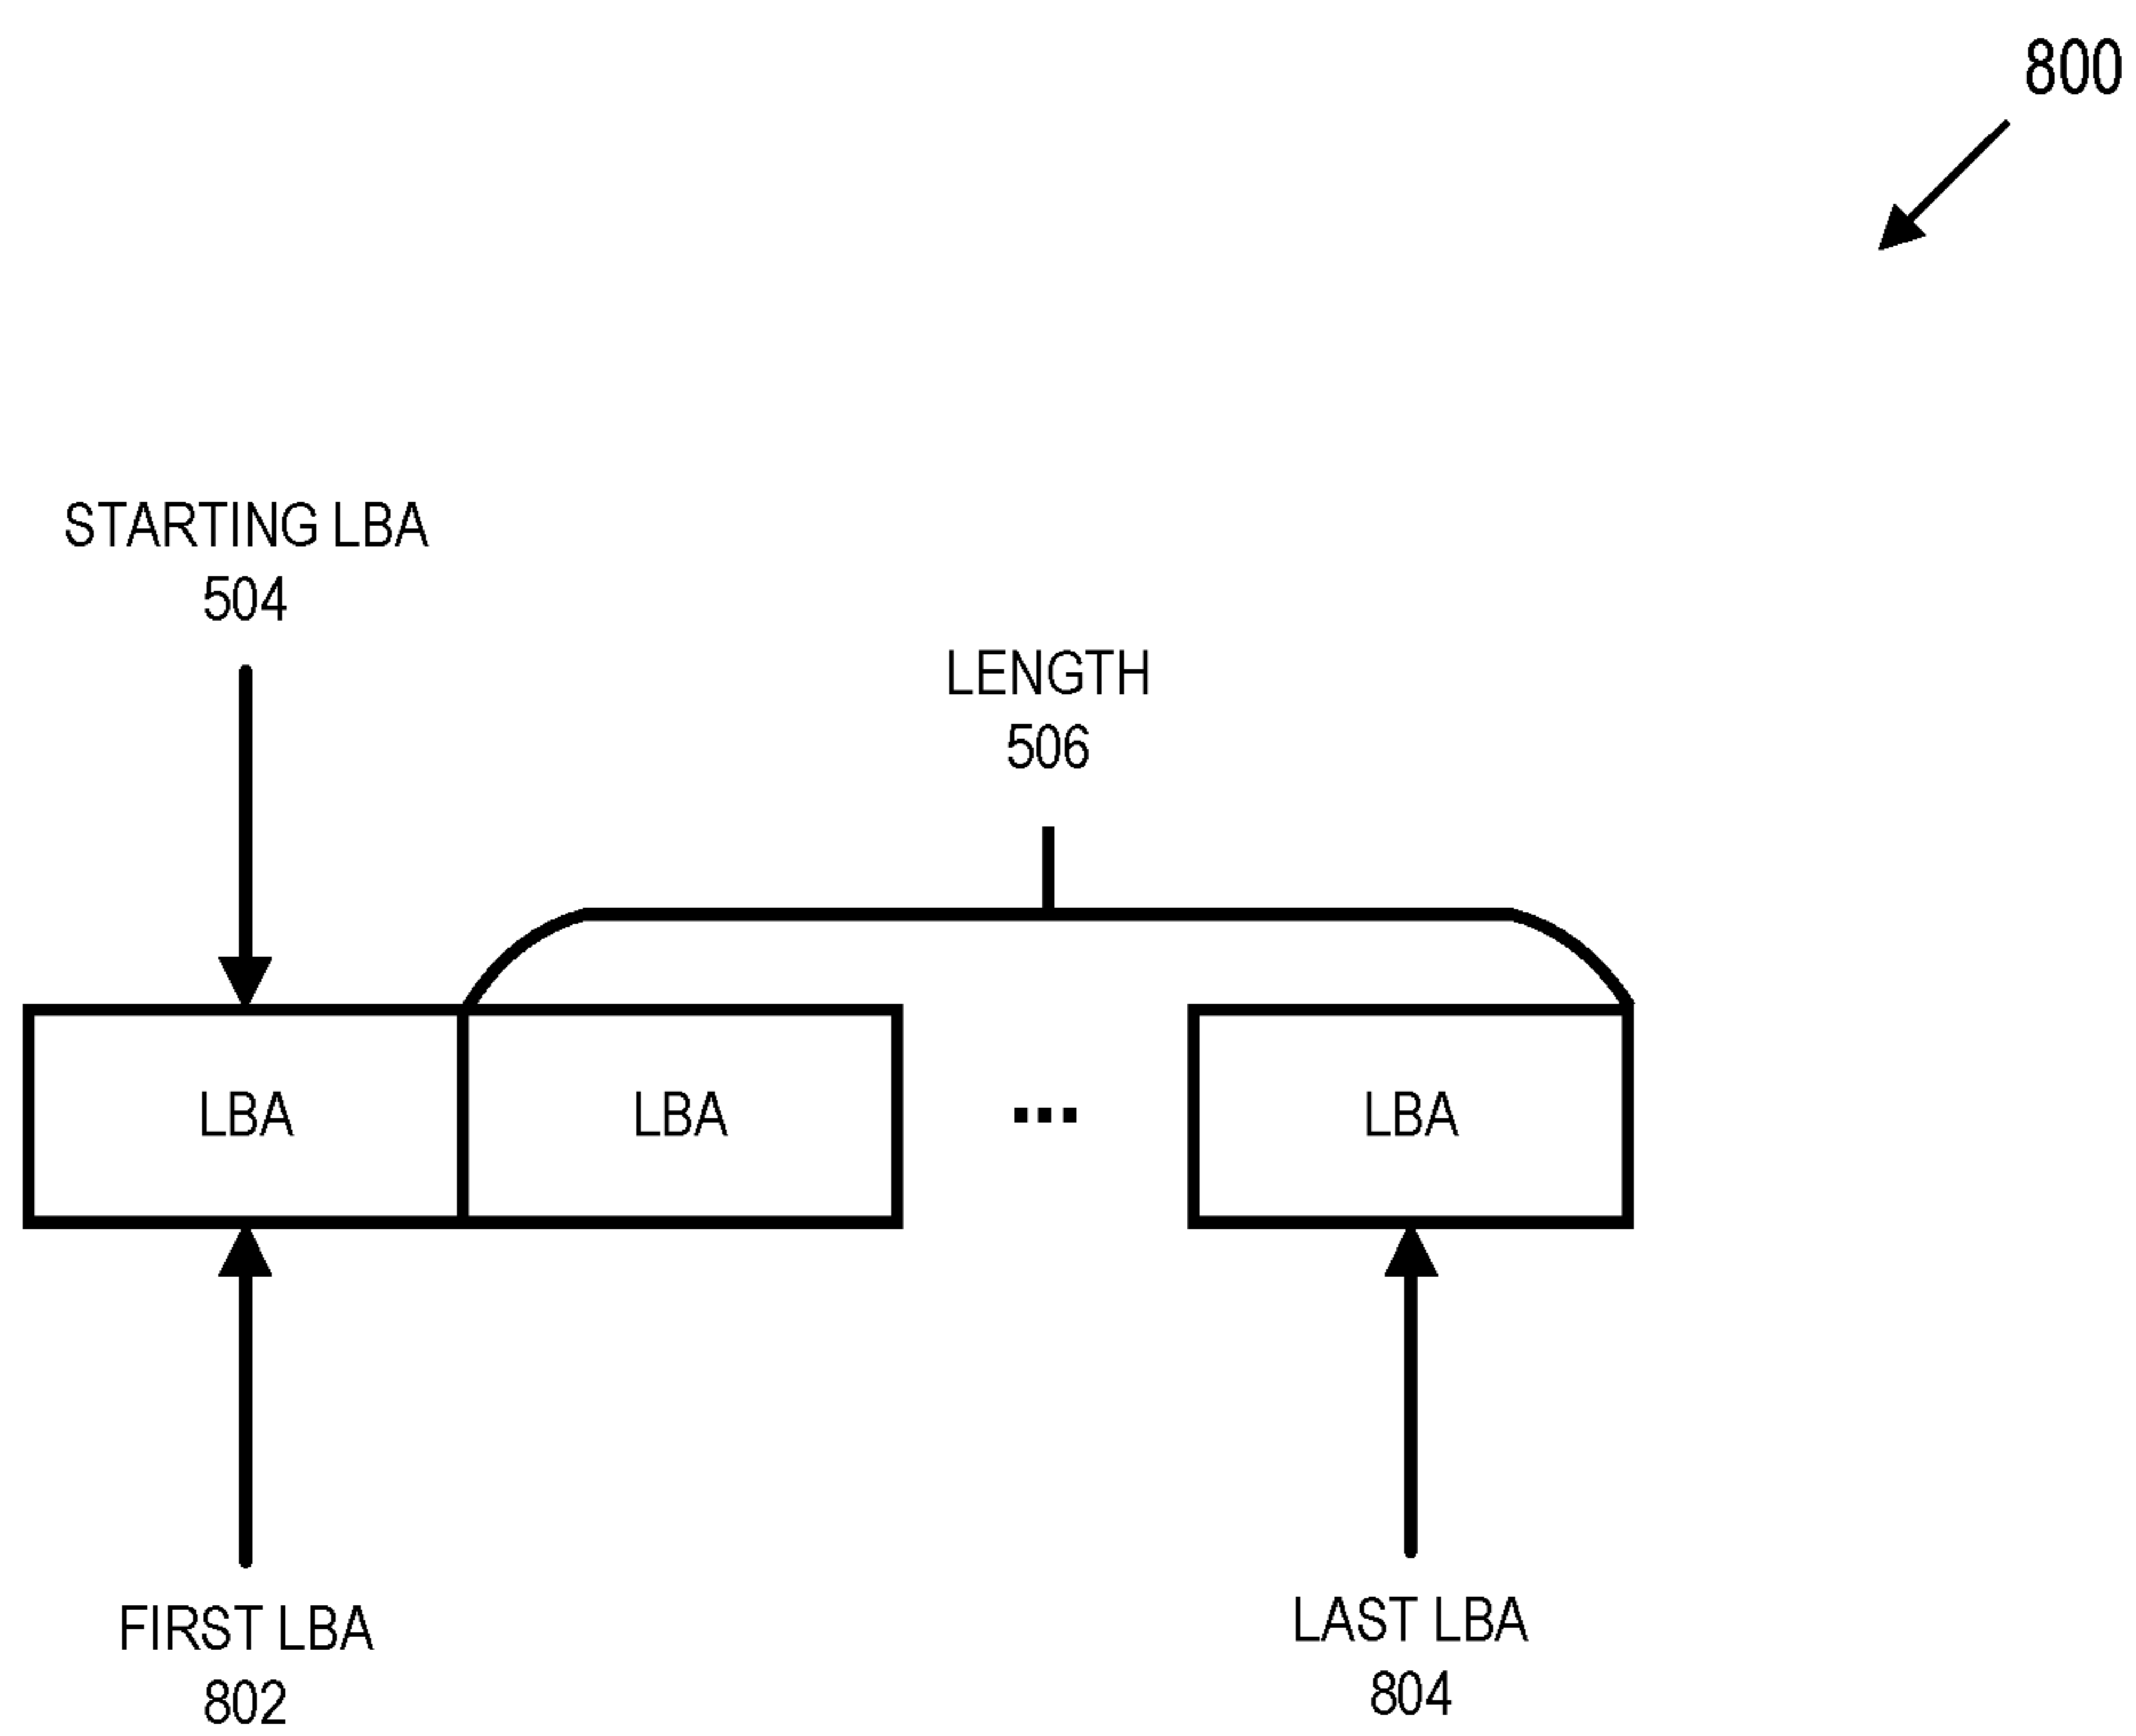 800
STARTING LBA
504
LENGTH
506
LBA
LBA
...
LBA
FIRST LBA
802
LAST LBA
804